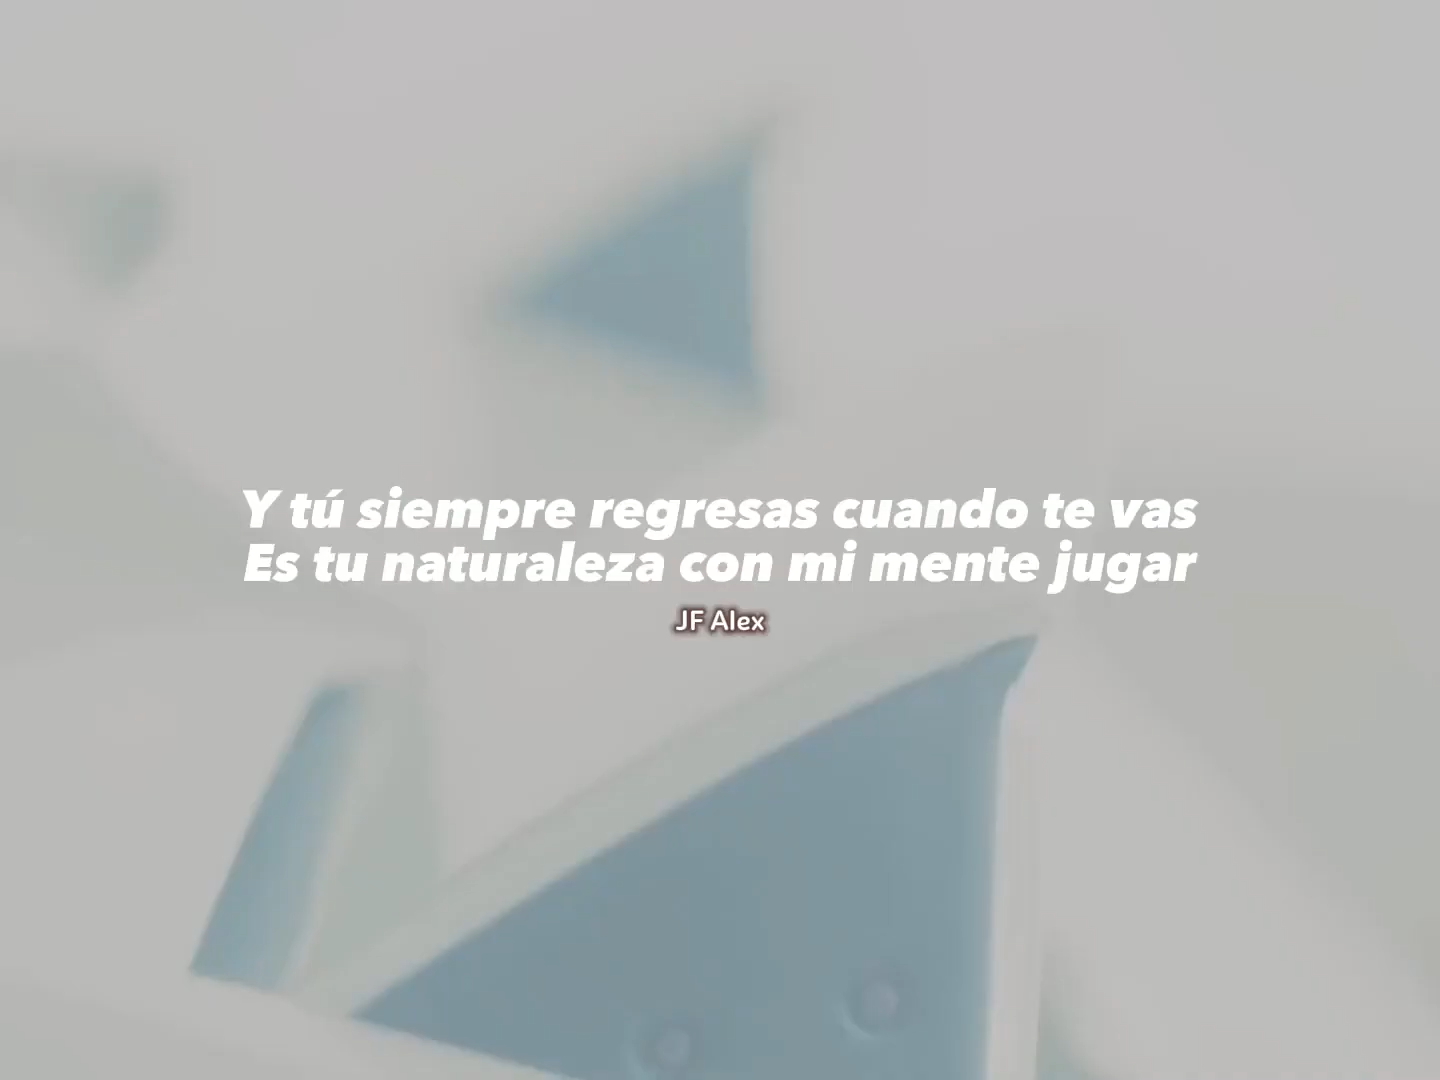 Y tú siempre regresas cuando te vas
Es tu naturaleza con mi mente jugar
JF Alex